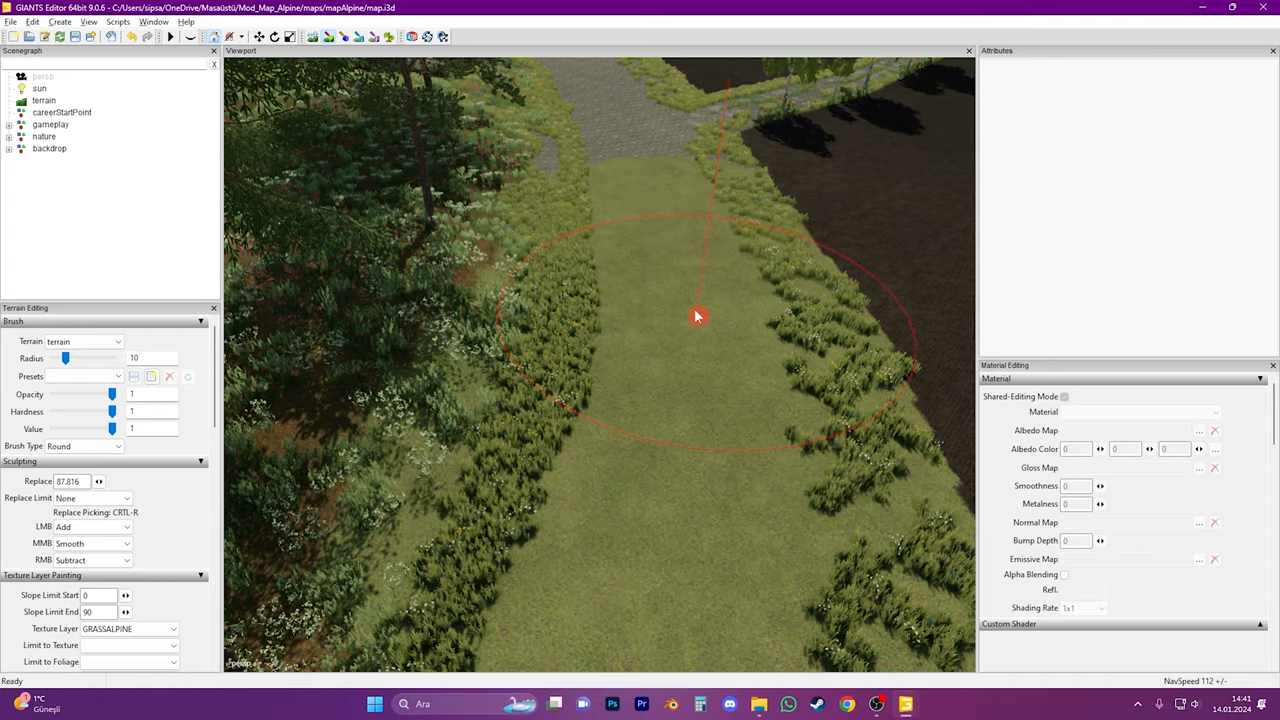 GIANTS Editor 64bit 9.0.6 - C:/Users/sipsa/OneDrive/Masaüstü/Mod_Map_Alpine/maps/mapAlpine/map.i3d
File Edit Create View Scripts Window Help
Scenegraph
X
persp
sun
terrain
careerStartPoint
gameplay
nature
backdrop
Terrain Editing
Brush
Terrain terrain
Radius 10
Presets
Opacity 1
Hardness 1
Value 1
Brush Type Round
Sculpting
Replace 87.816
Replace Limit None
Replace Picking: CRTL-R
LMB Add
MMB Smooth
RMB Subtract
Texture Layer Painting
Slope Limit Start 0
Slope Limit End 90
Texture Layer GRASSALPINE
Limit to Texture
Limit to Foliage
Viewport
persp
Attributes
Material Editing
Material
Shared-Editing Mode
Material
Albedo Map ...
Albedo Color 0 0 0 ...
Gloss Map ...
Smoothness 0
Metalness 0
Normal Map ...
Bump Depth 0
Emissive Map ...
Alpha Blending
Refl.
Shading Rate 1x1
Custom Shader
Ready
NavSpeed 112 +/-
1
1°C
Güneşli
Ara
Ps
Pr
14:41
14.01.2024